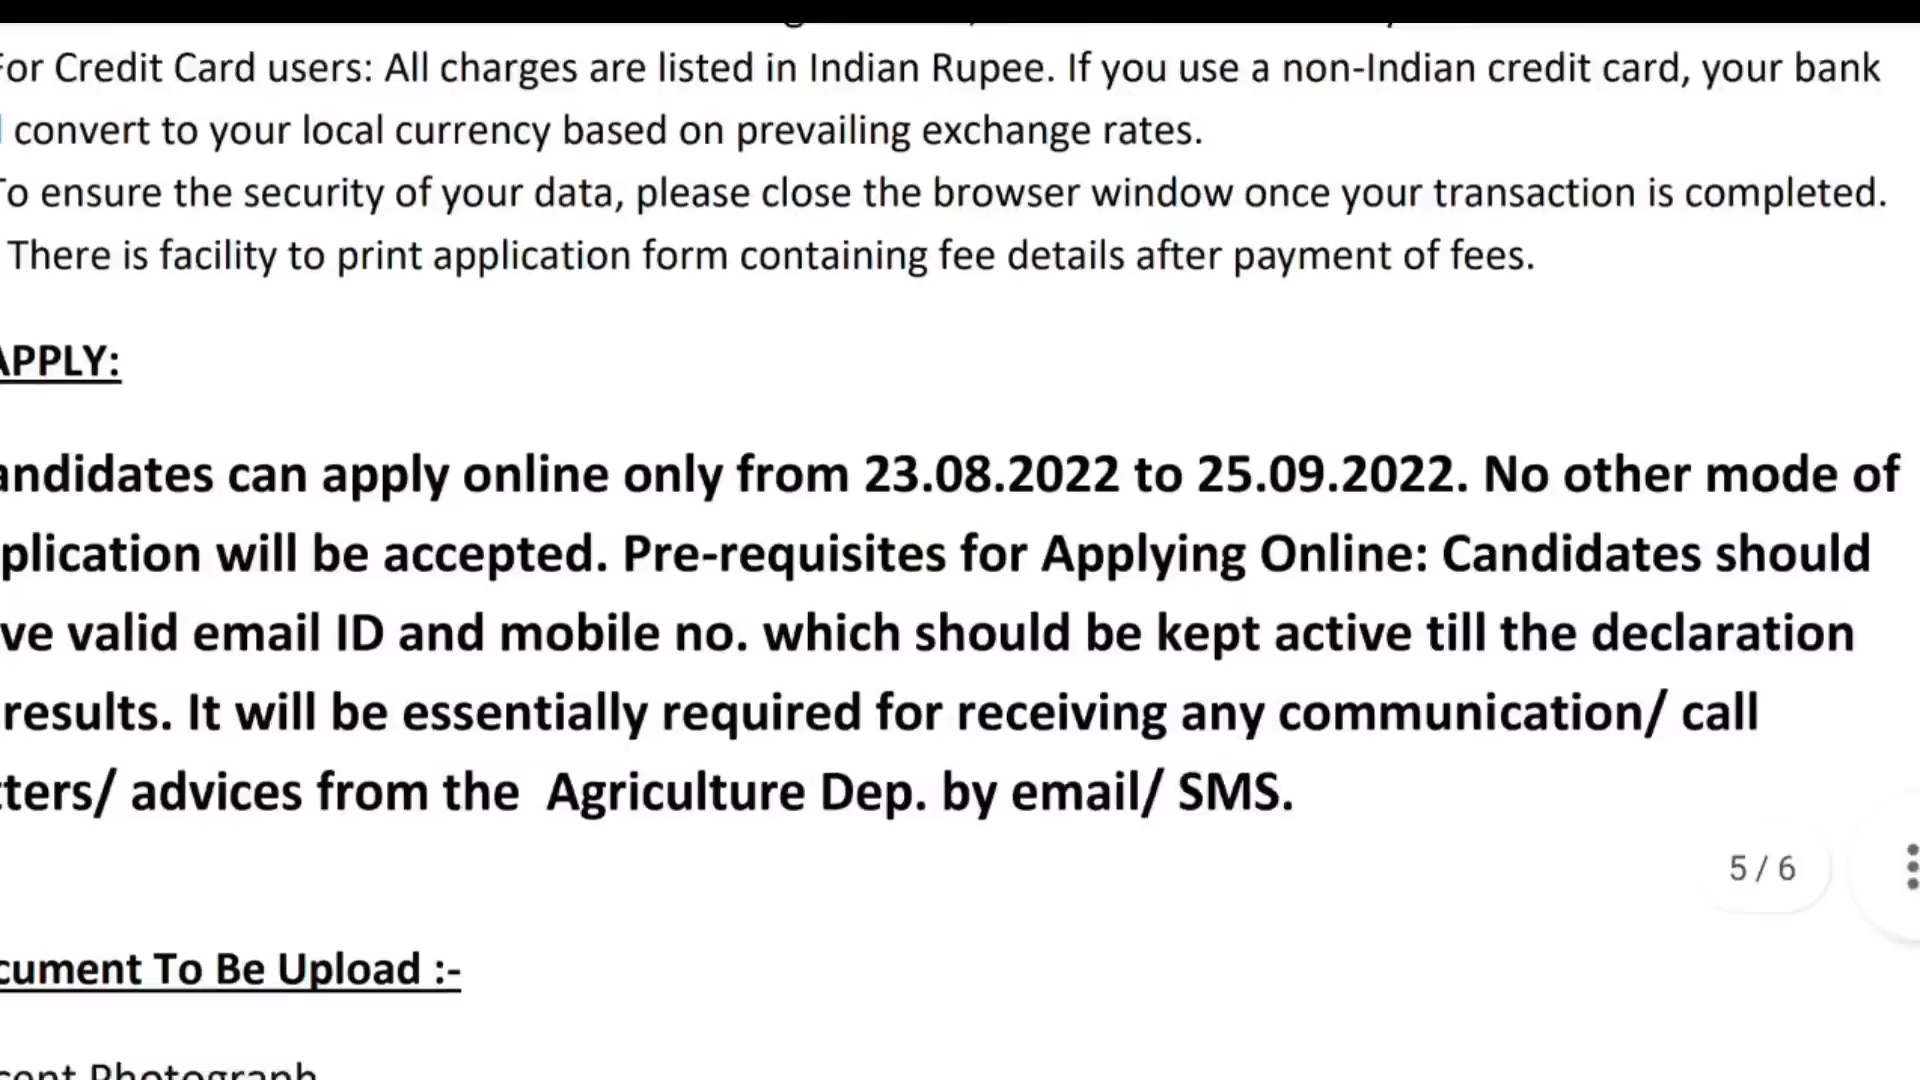 For Credit Card users: All charges are listed in Indian Rupee. If you use a non-Indian credit card, your bank
convert to your local currency based on prevailing exchange rates.
To ensure the security of your data, please close the browser window once your transaction is completed.
There is facility to print application form containing fee details after payment of fees.
APPLY:
andidates can apply online only from 23.08.2022 to 25.09.2022. No other mode of
plication will be accepted. Pre-requisites for Applying Online: Candidates should
ve valid email ID and mobile no. which should be kept active till the declaration
results. It will be essentially required for receiving any communication/ call
tters/ advices from the Agriculture Dep. by email/ SMS.
5 / 6
cument To Be Upload :-
cent Photograph